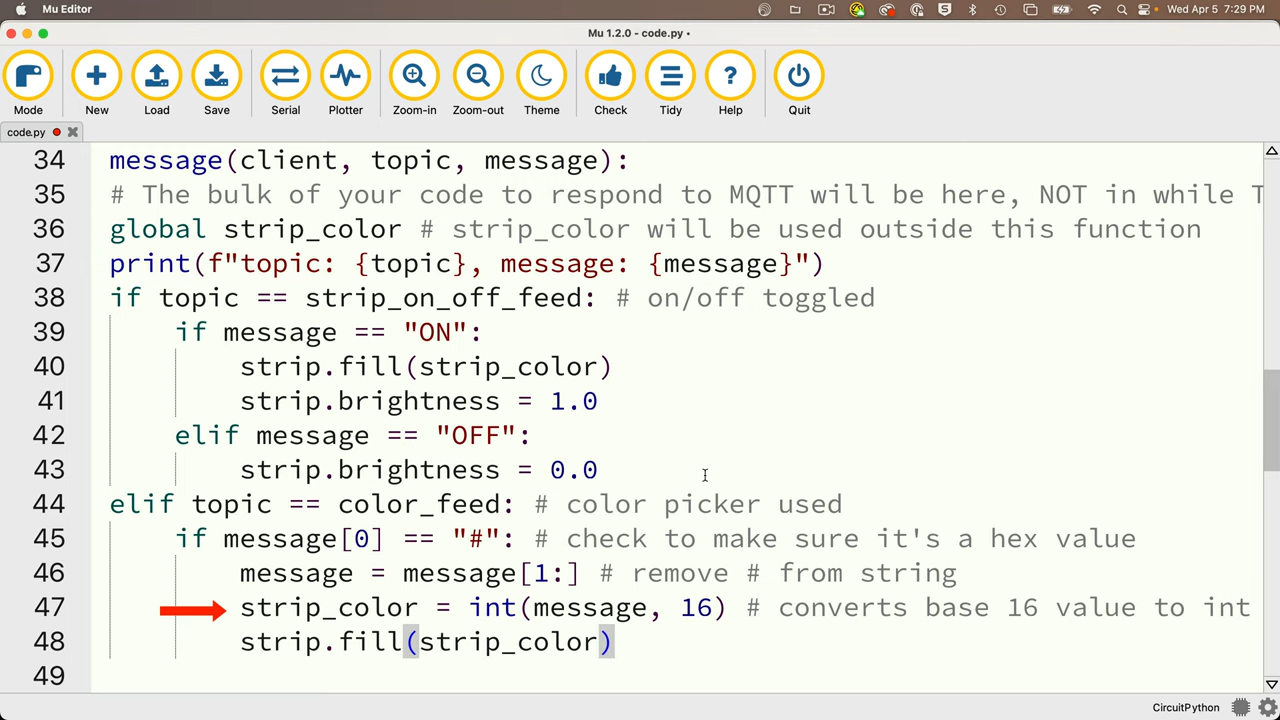 Mu Editor
Wed Apr 5 7:29 PM
Mu 1.2.0 - code.py •
Mode New Load Save Serial Plotter Zoom-in Zoom-out Theme Check Tidy Help Quit
code.py
34 message(client, topic, message):
35 # The bulk of your code to respond to MQTT will be here, NOT in while T
36 global strip_color # strip_color will be used outside this function
37 print(f"topic: {topic}, message: {message}")
38 if topic == strip_on_off_feed: # on/off toggled
39 if message == "ON":
40 strip.fill(strip_color)
41 strip.brightness = 1.0
42 elif message == "OFF":
43 strip.brightness = 0.0
44 elif topic == color_feed: # color picker used
45 if message[0] == "#": # check to make sure it's a hex value
46 message = message[1:] # remove # from string
47 strip_color = int(message, 16) # converts base 16 value to int
48 strip.fill(strip_color)
49
CircuitPython